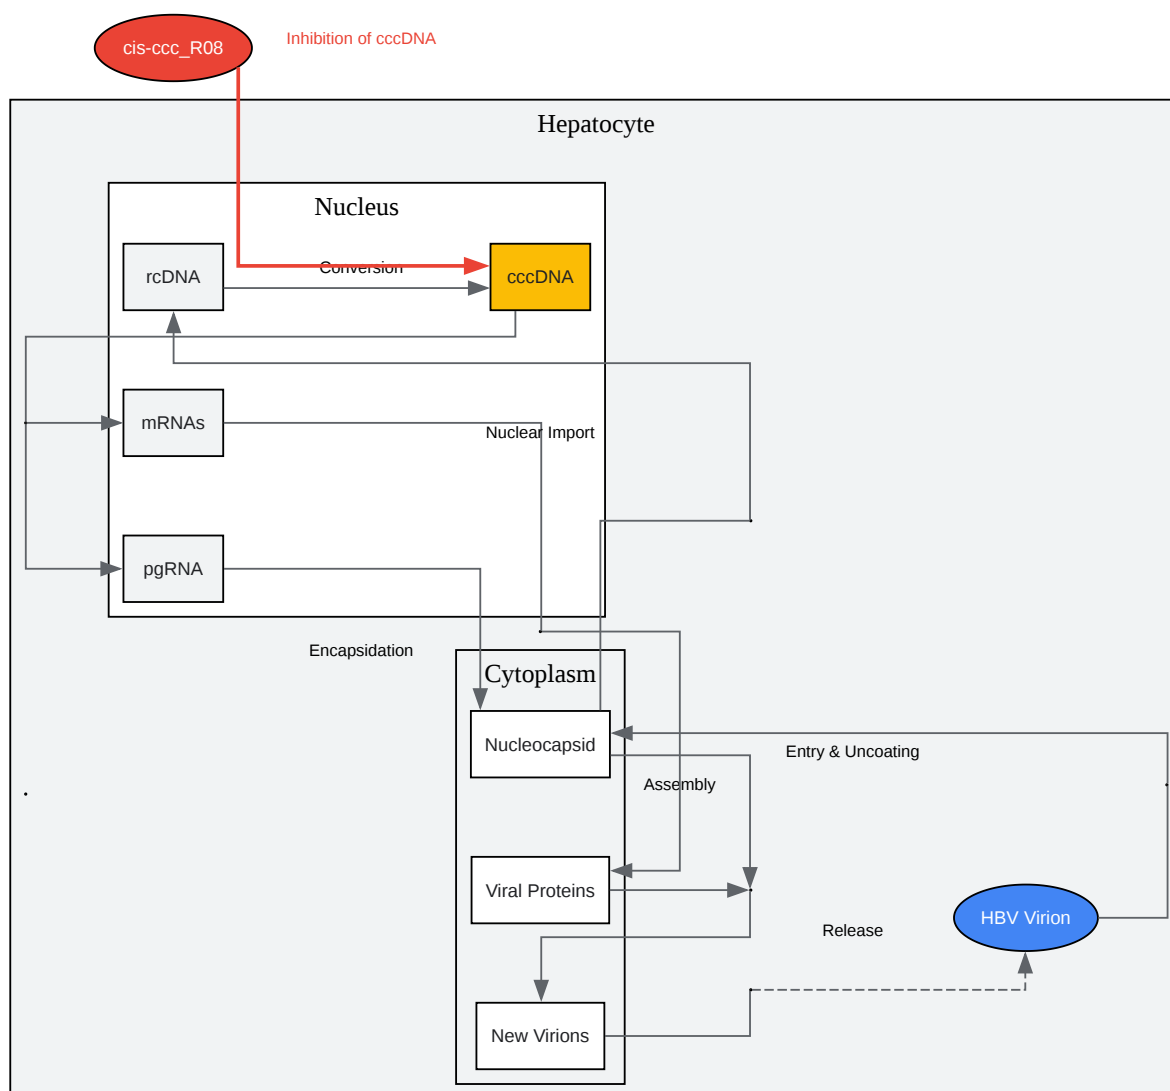 cis-ccc_R08
Inhibition of cccDNA
Hepatocyte
Nucleus
rcDNA
Conversion
cccDNA
mRNAs
Nuclear Import
pgRNA
Encapsidation
Cytoplasm
Nucleocapsid
Entry & Uncoating
Assembly
Viral Proteins
HBV Virion
Release
New Virions